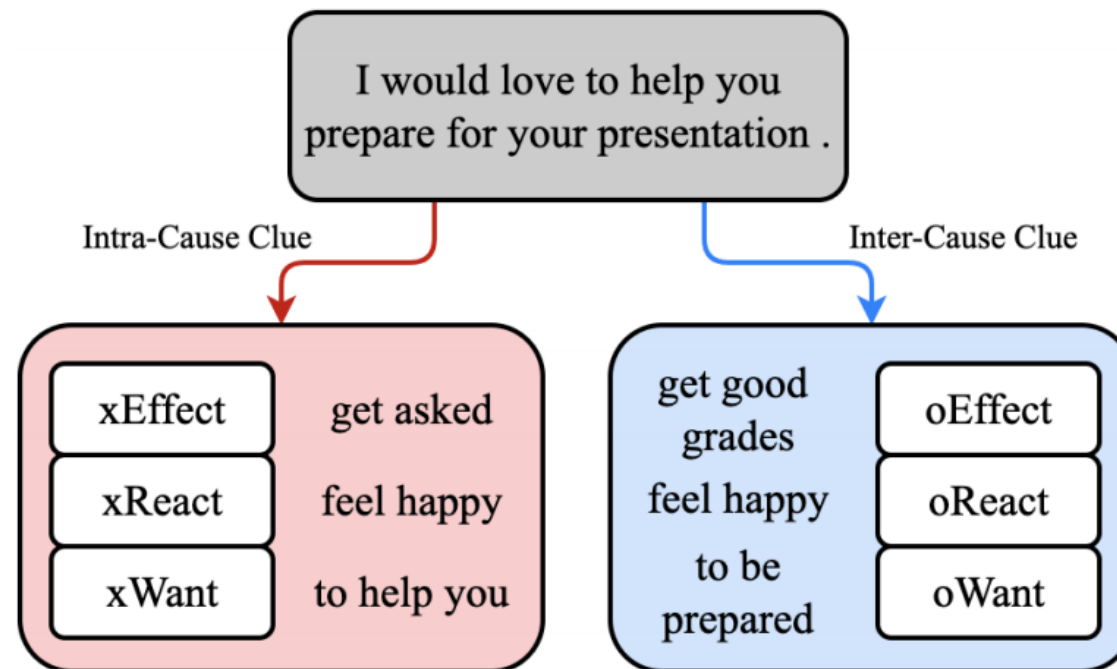 I would love to help you
prepare for your presentation .
Intra-Cause Clue
Inter-Cause Clue
xEffect
get asked
xReact
feel happy
xWant
to help you
get good
grades
oEffect
feel happy
oReact
to be
prepared
oWant